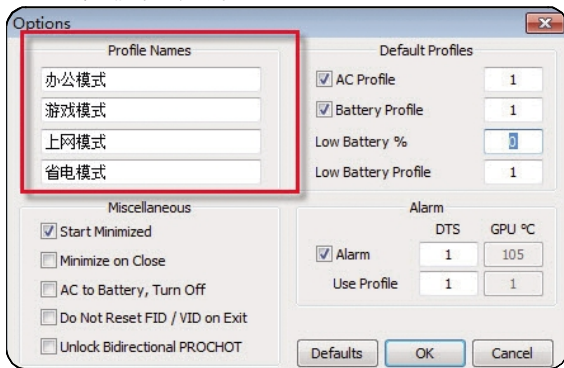 Options
Profile Names
办公模式
游戏模式
上网模式
省电模式
Default Profiles
AC Profile 1
Battery Profile 1
Low Battery % 0
Low Battery Profile 1
Miscellaneous
Start Minimized
Minimize on Close
AC to Battery, Turn Off
Do Not Reset FID / VID on Exit
Unlock Bidirectional PROCHOT
Alarm
DTS GPU °C
Alarm 1 105
Use Profile 1 1
Defaults OK Cancel